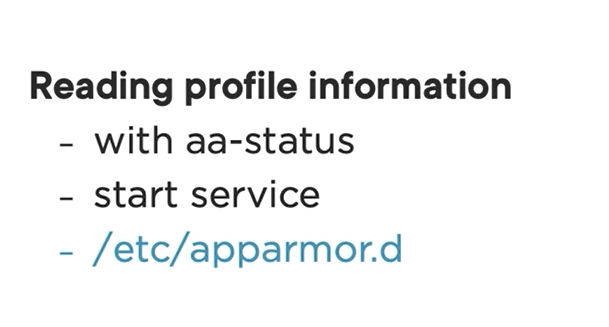 Reading profile information
- with aa-status
- start service
- /etc/apparmor.d